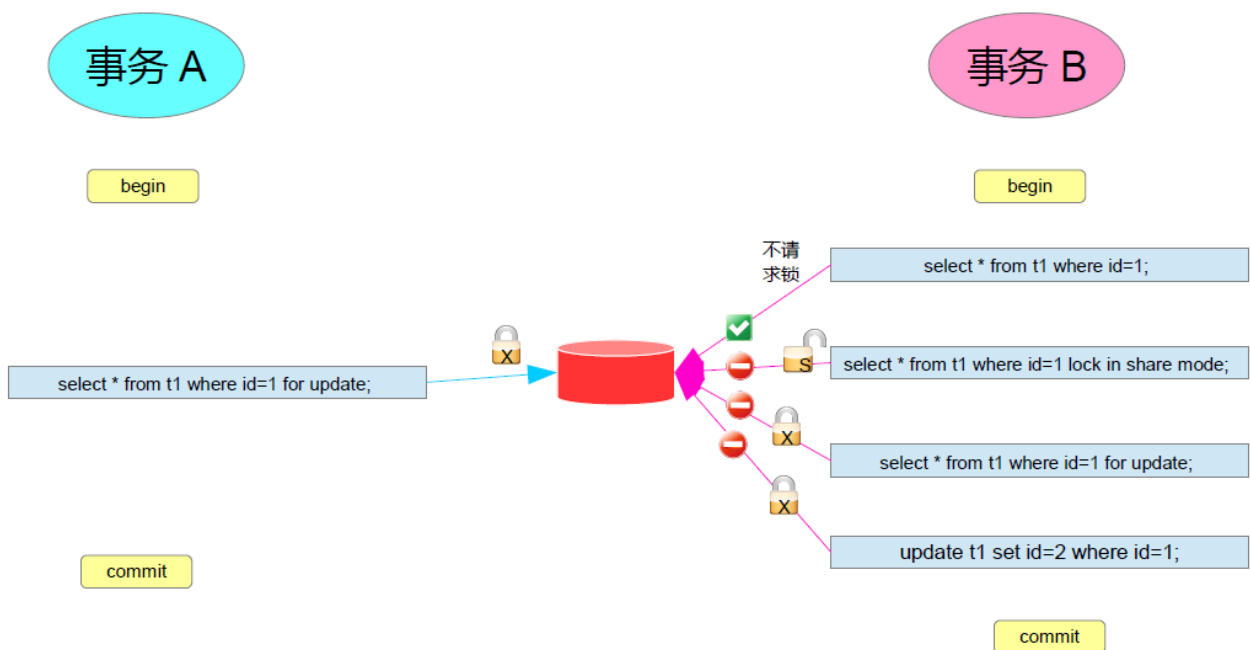 事务 A
事务 B
begin
begin
不请
求锁
select * from t1 where id=1;
X
S
select * from t1 where id=1 for update;
select * from t1 where id=1 lock in share mode;
X
select * from t1 where id=1 for update;
X
update t1 set id=2 where id=1;
commit
commit